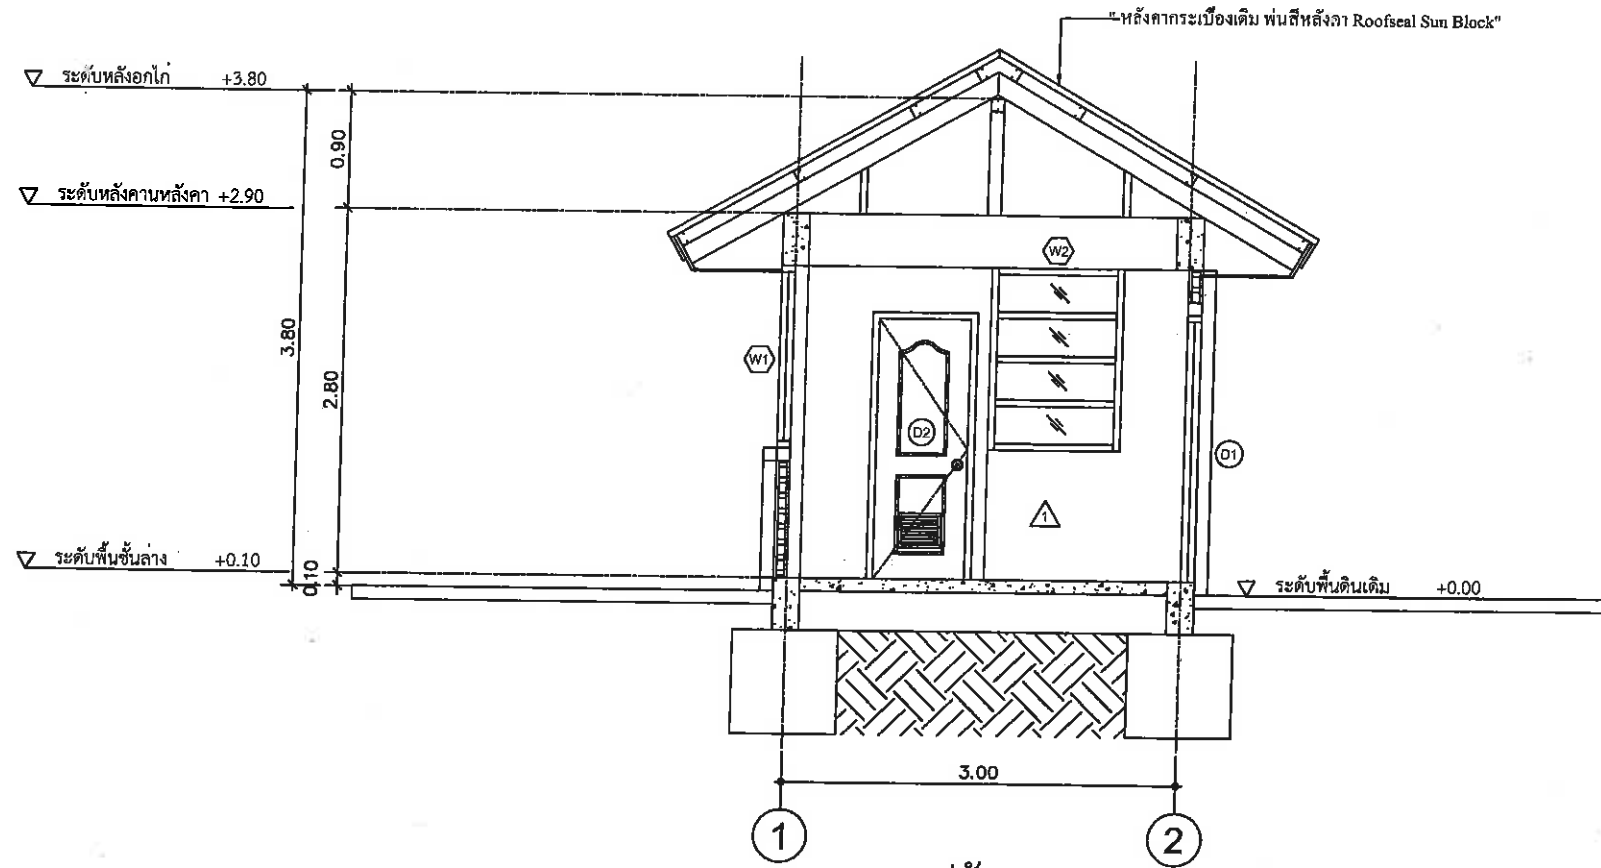 "หลังคากระเบื้องเดิม พ่นสีหลังคา Roofseal Sun Block"
ระดับหลังอกไก่ +3.80
0.90
ระดับหลังคานหลังคา +2.90
W2
3.80
W1
2.80
D2
D1
1
ระดับพื้นชั้นล่าง +0.10
0.10
ระดับพื้นดินเดิม +0.00
3.00
1
2